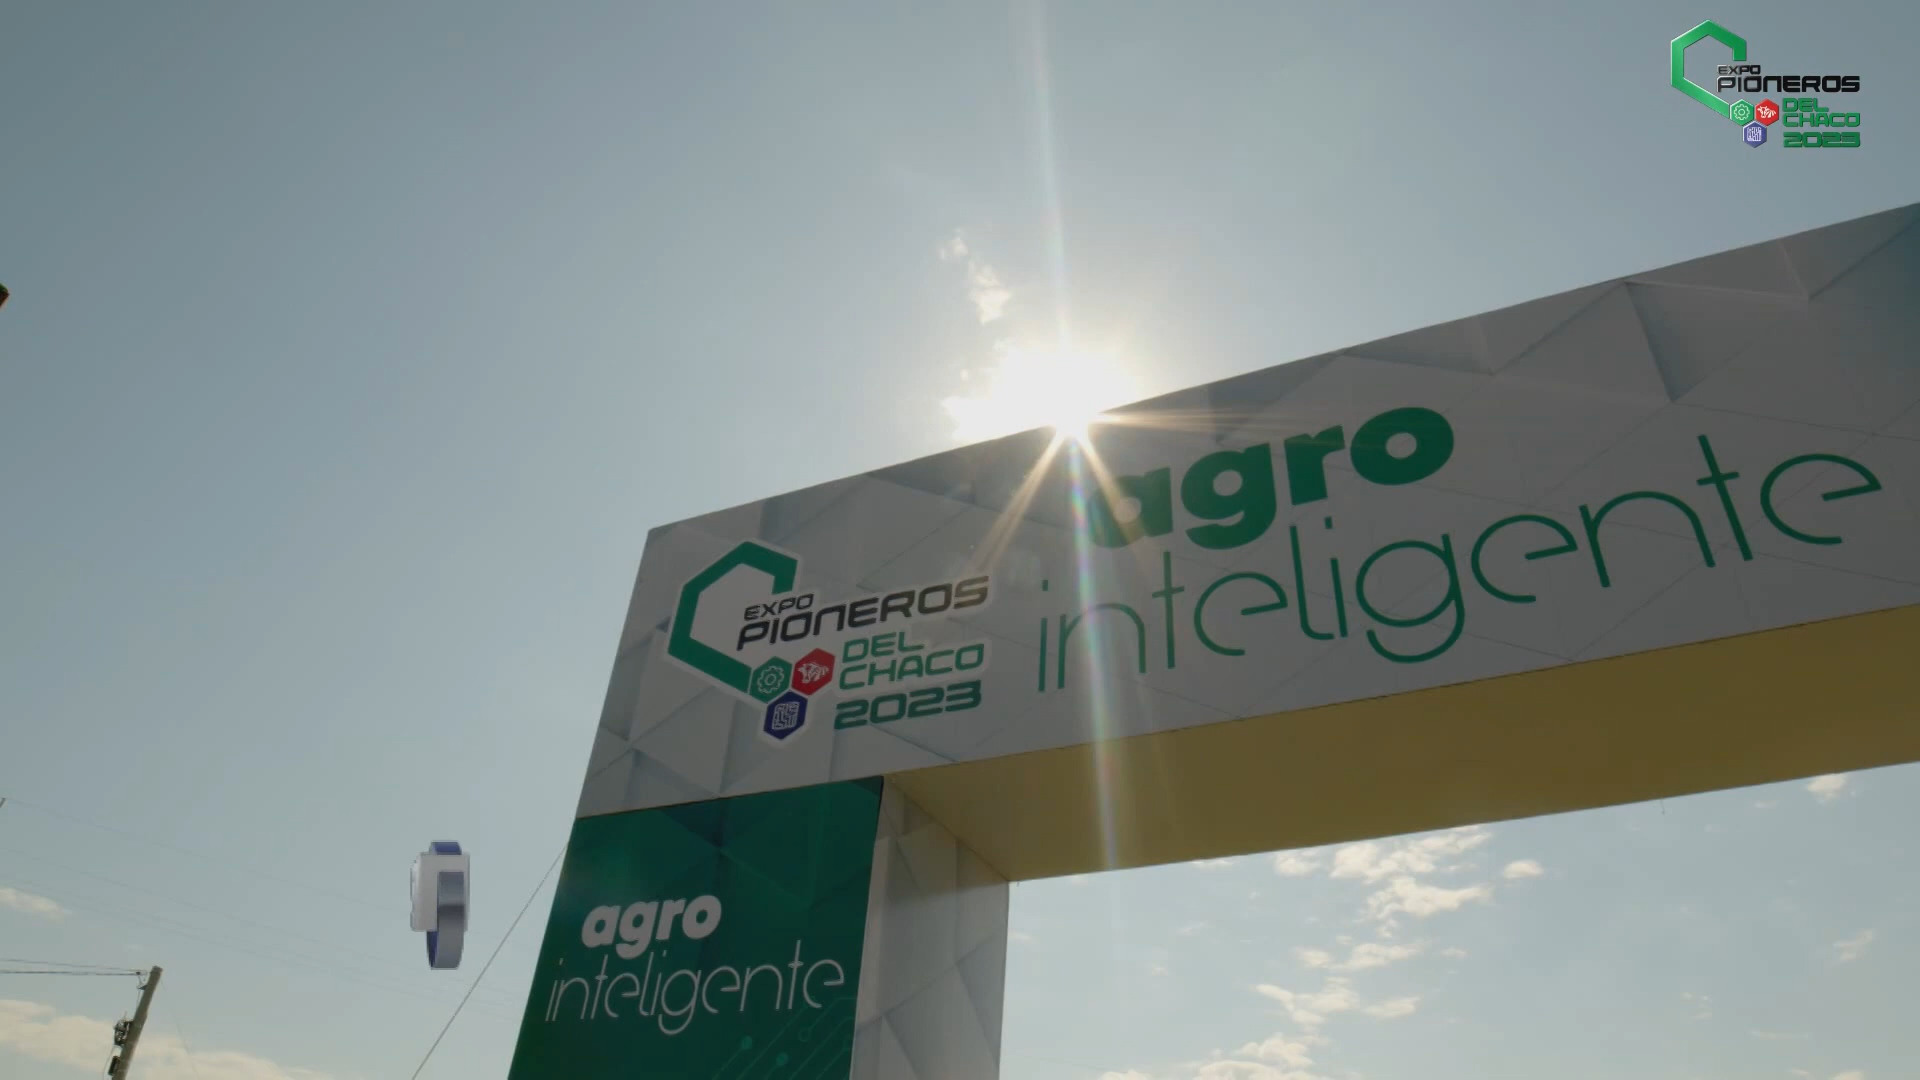 EXPO
PIONEROS
DEL
CHACO
2023
agro
inteligente
EXPO
PIONEROS
DEL
CHACO
2023
agro
inteligente